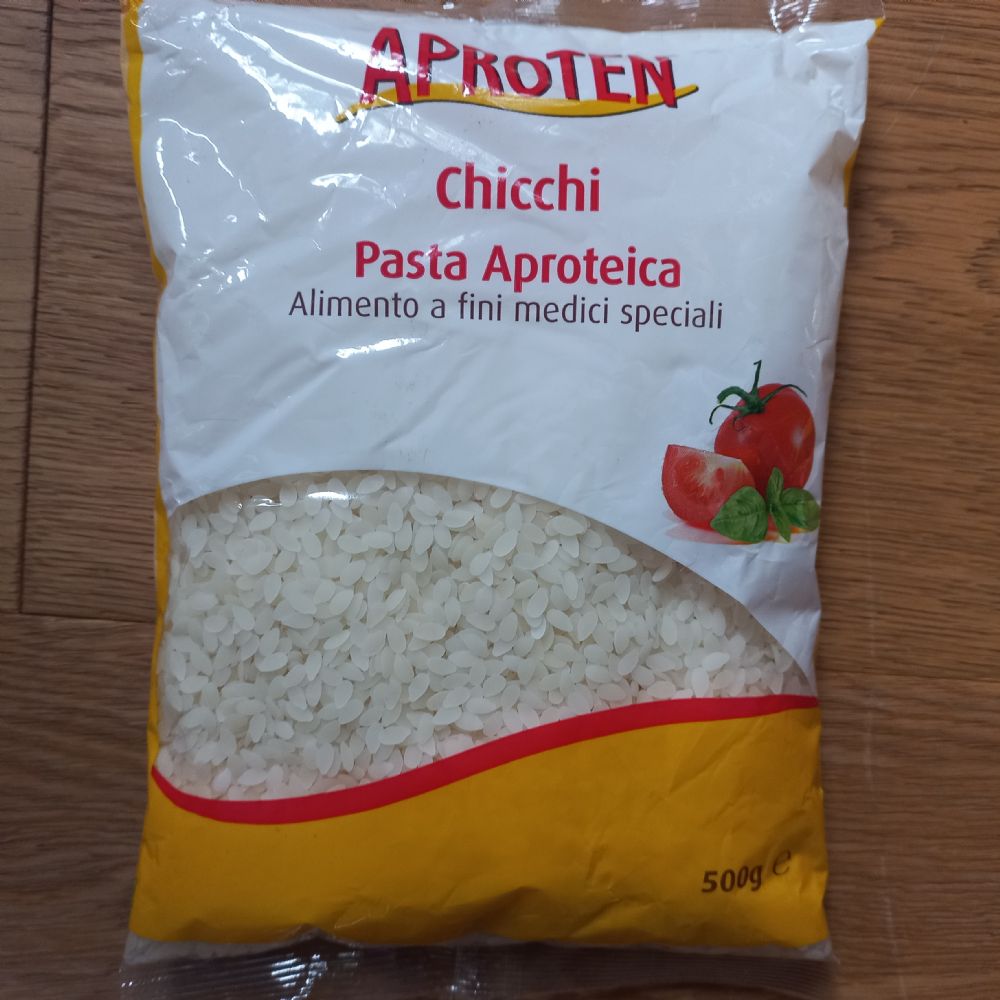 APROTEN
Chicchi
Pasta Aproteica
Alimento a fini medici speciali
500g ℮